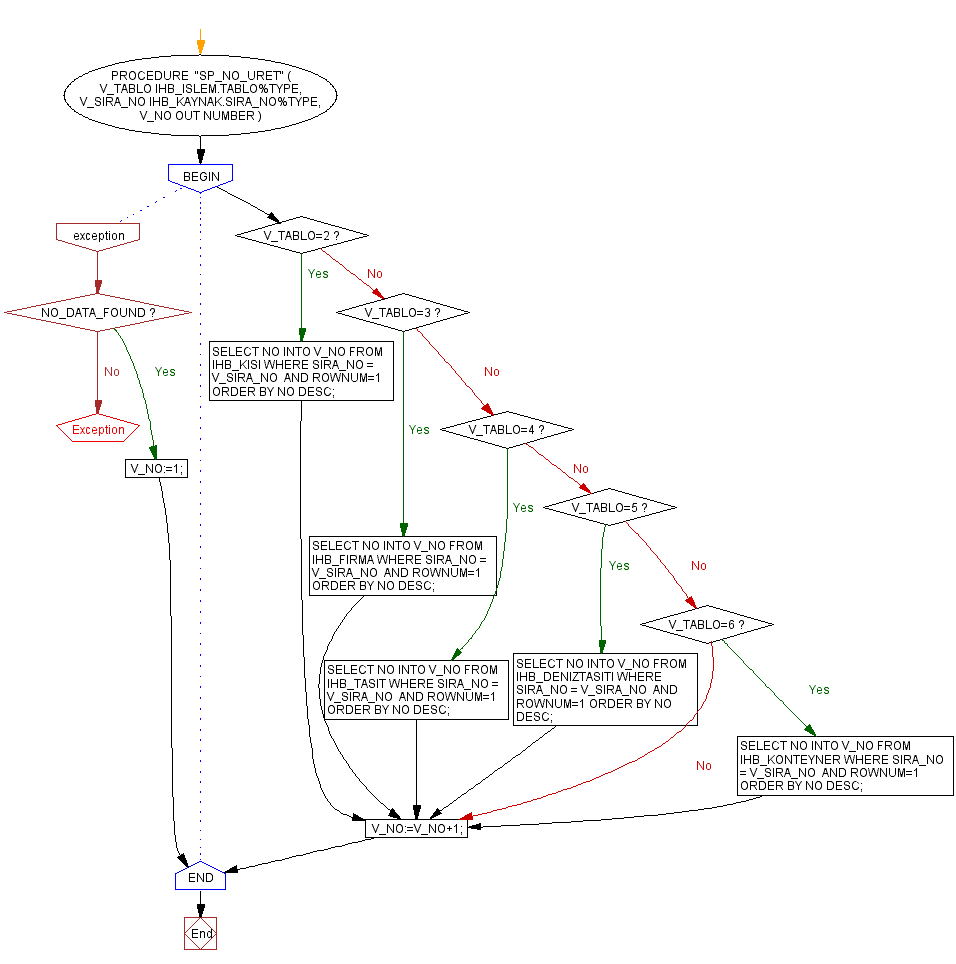 PROCEDURE "SP_NO_URET" (
V_TABLO IHB_ISLEM.TABLO%TYPE,
V_SIRA_NO IHB_KAYNAK.SIRA_NO%TYPE,
V_NO OUT NUMBER )
BEGIN
exception
V_TABLO=2 ?
Yes
No
NO_DATA_FOUND ?
V_TABLO=3 ?
No
Yes
SELECT NO INTO V_NO FROM
IHB_KISI WHERE SIRA_NO =
V_SIRA_NO AND ROWNUM=1
ORDER BY NO DESC;
No
Exception
Yes
V_TABLO=4 ?
V_NO:=1;
No
Yes
V_TABLO=5 ?
SELECT NO INTO V_NO FROM
IHB_FIRMA WHERE SIRA_NO =
V_SIRA_NO AND ROWNUM=1
ORDER BY NO DESC;
Yes
No
V_TABLO=6 ?
SELECT NO INTO V_NO FROM
IHB_TASIT WHERE SIRA_NO =
V_SIRA_NO AND ROWNUM=1
ORDER BY NO DESC;
SELECT NO INTO V_NO FROM
IHB_DENIZTASITI WHERE
SIRA_NO = V_SIRA_NO AND
ROWNUM=1 ORDER BY NO
DESC;
Yes
No
SELECT NO INTO V_NO FROM
IHB_KONTEYNER WHERE SIRA_NO
= V_SIRA_NO AND ROWNUM=1
ORDER BY NO DESC;
V_NO:=V_NO+1;
END
End